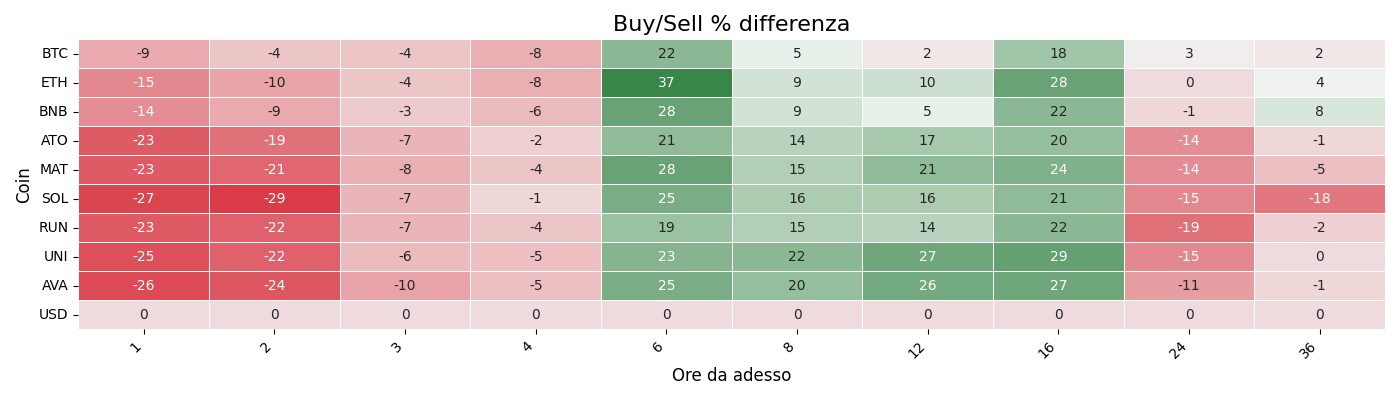 Buy/Sell % differenza
Coin
BTC -9 -4 -4 -8 22 5 2 18 3 2
ETH -15 -10 -4 -8 37 9 10 28 0 4
BNB -14 -9 -3 -6 28 9 5 22 -1 8
ATO -23 -19 -7 -2 21 14 17 20 -14 -1
MAT -23 -21 -8 -4 28 15 21 24 -14 -5
SOL -27 -29 -7 -1 25 16 16 21 -15 -18
RUN -23 -22 -7 -4 19 15 14 22 -19 -2
UNI -25 -22 -6 -5 23 22 27 29 -15 0
AVA -26 -24 -10 -5 25 20 26 27 -11 -1
USD 0 0 0 0 0 0 0 0 0 0
1 2 3 4 6 8 12 16 24 36
Ore da adesso